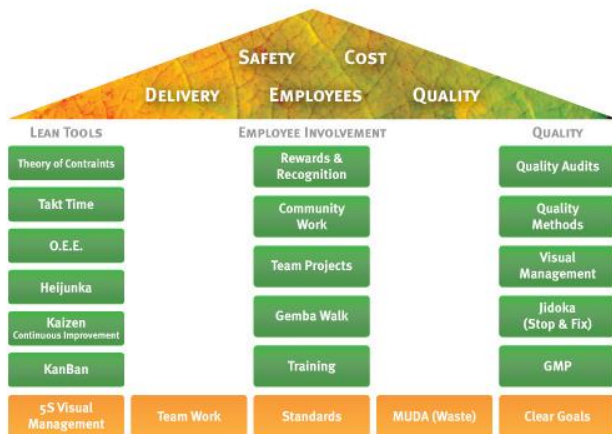 SAFETY COST
DELIVERY EMPLOYEES QUALITY
LEAN TOOLS
Theory of Contraints
Takt Time
O.E.E.
Heijunka
Kaizen
Continuous Improvement
KanBan
EMPLOYEE INVOLVEMENT
Rewards &
Recognition
Community
Work
Team Projects
Gemba Walk
Training
QUALITY
Quality Audits
Quality
Methods
Visual
Management
Jidoka
(Stop & Fix)
GMP
5S Visual
Management
Team Work
Standards
MUDA (Waste)
Clear Goals